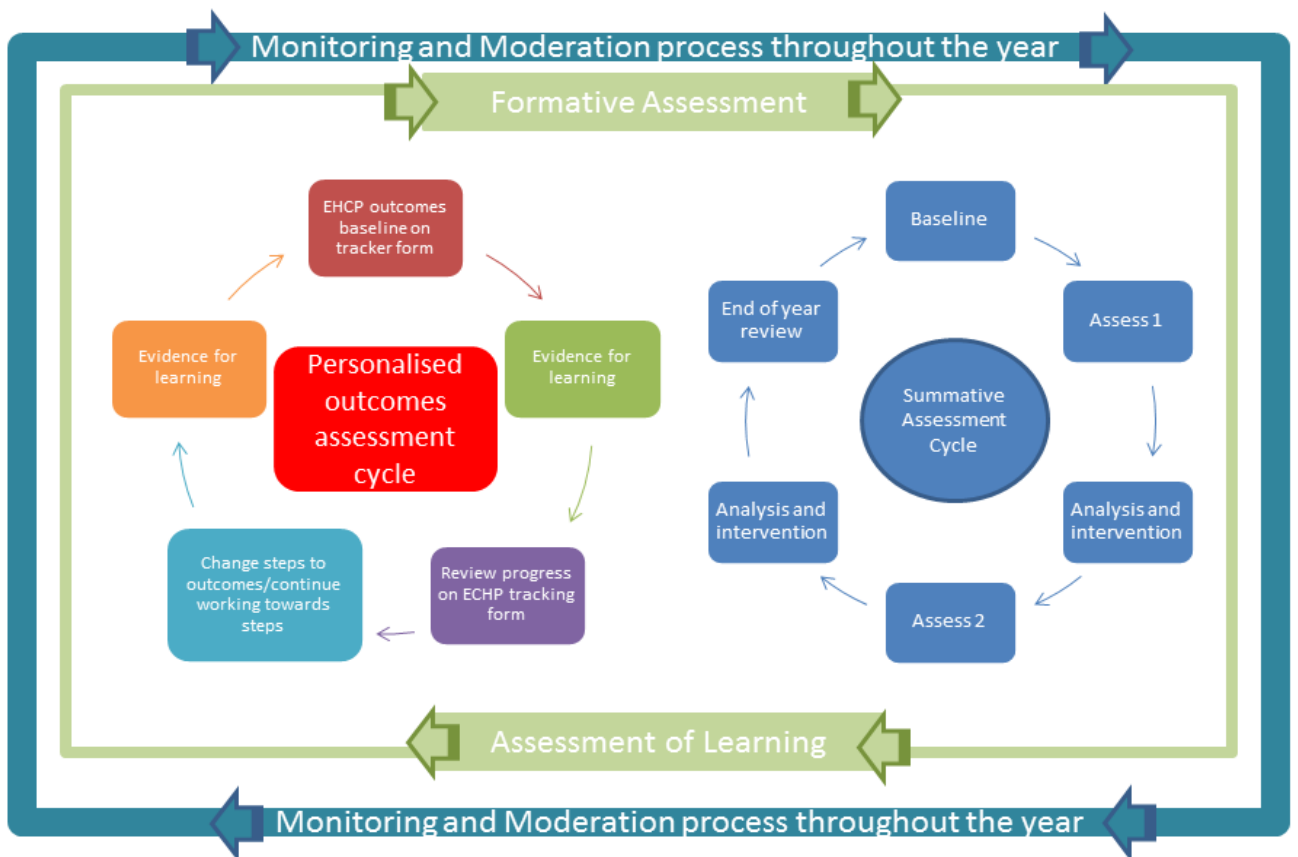 Monitoring and Moderation process throughout the year
Formative Assessment
EHCP outcomes
baseline on
tracker form
Evidence for
learning
Review progress
on ECHP tracking
form
Change steps to
outcomes/continue
working towards
steps
Evidence for
learning
Personalised
outcomes
assessment
cycle
Baseline
Assess 1
Analysis and
intervention
Assess 2
Analysis and
intervention
End of year
review
Summative
Assessment
Cycle
Assessment of Learning
Monitoring and Moderation process throughout the year